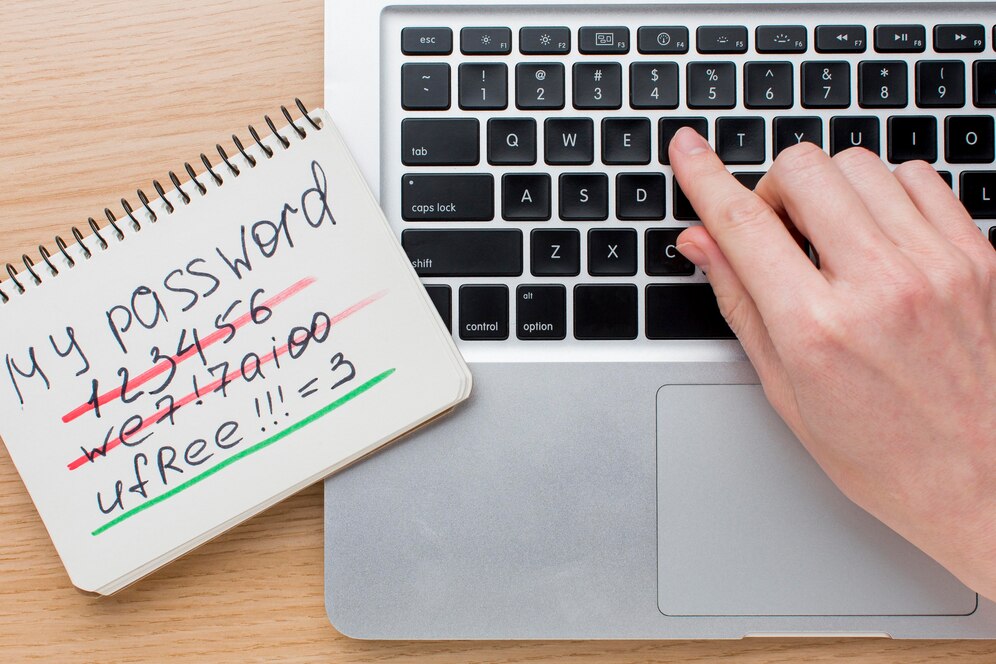 My password
123456
we7!7aioo
ufRee!!!=3
esc F1 F2 F3 F4 F5 F6 F7 F8 F9
~ ! 1 @ 2 # 3 $ 4 % 5 ^ 6 & 7 * 8 ( 9
tab Q W E T Y U I O
caps lock A S D L
shift Z X C
control alt option